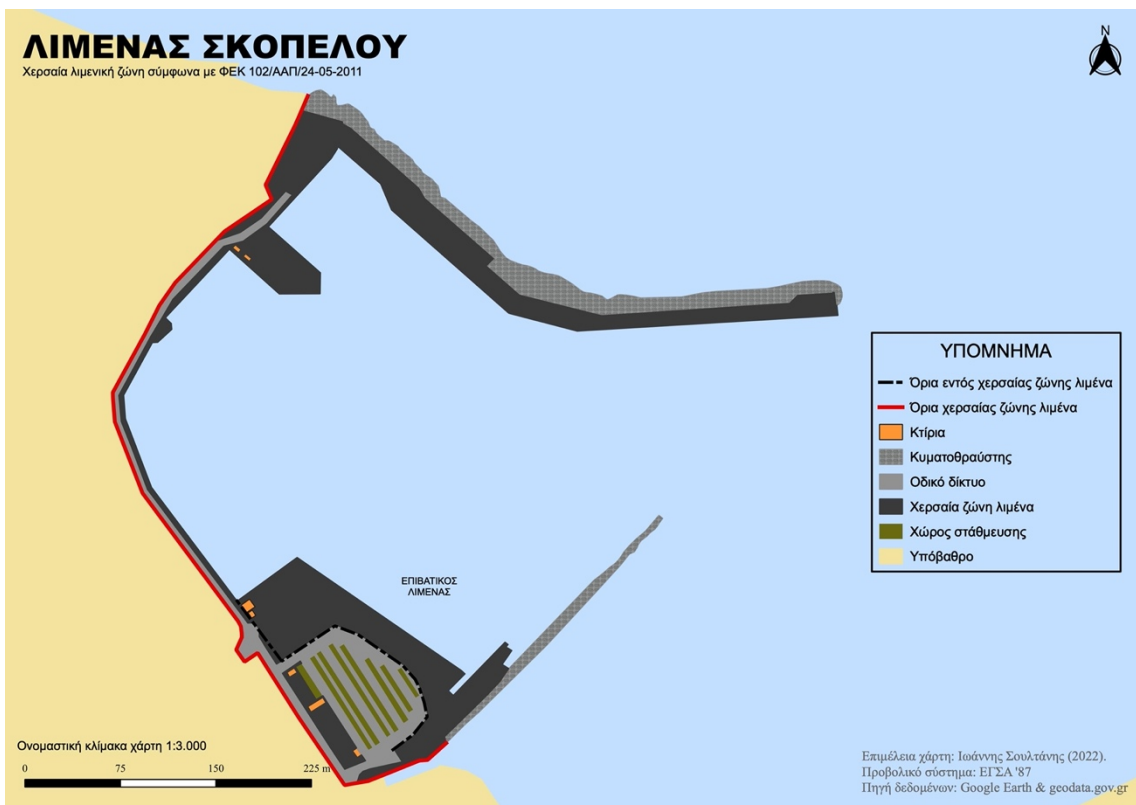 ΛΙΜΕΝΑΣ ΣΚΟΠΕΛΟΥ
Χερσαία λιμενική ζώνη σύμφωνα με ΦΕΚ 102/ΑΑΠ/24-05-2011
N
ΥΠΟΜΝΗΜΑ
Όρια εντός χερσαίας ζώνης λιμένα
Όρια χερσαίας ζώνης λιμένα
Κτίρια
Κυματοθραύστης
Οδικό δίκτυο
Χερσαία ζώνη λιμένα
Χώρος στάθμευσης
Υπόβαθρο
ΕΠΙΒΑΤΙΚΟΣ
ΛΙΜΕΝΑΣ
Ονομαστική κλίμακα χάρτη 1:3.000
0 75 150 225 m
Επιμέλεια χάρτη: Ιωάννης Σουλτάνης (2022).
Προβολικό σύστημα: ΕΓΣΑ '87
Πηγή δεδομένων: Google Earth & geodata.gov.gr